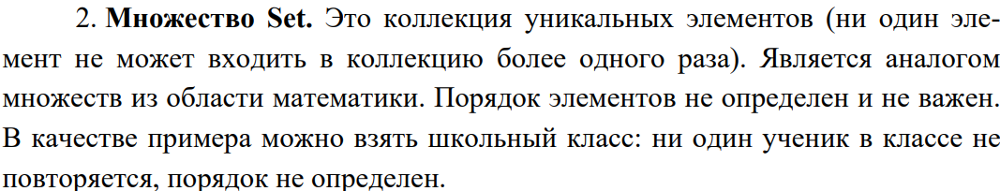 2. Множество Set. Это коллекция уникальных элементов (ни один эле-
мент не может входить в коллекцию более одного раза). Является аналогом
множеств из области математики. Порядок элементов не определен и не важен.
В качестве примера можно взять школьный класс: ни один ученик в классе не
повторяется, порядок не определен.